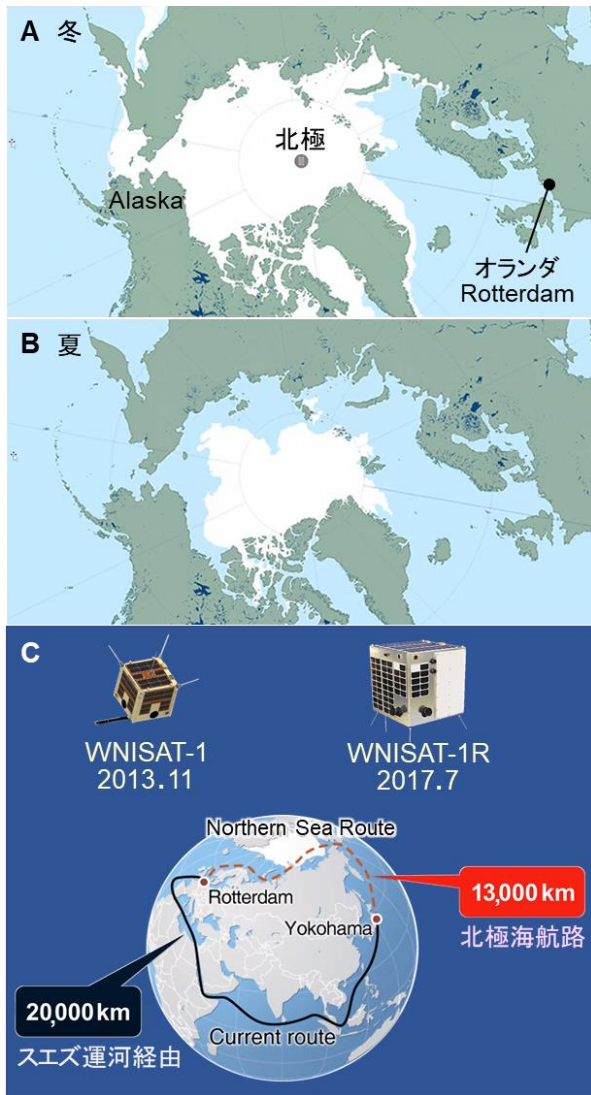 A 冬
北極
Alaska
オランダ
Rotterdam
B 夏
C
WNISAT-1
2013.11
WNISAT-1R
2017.7
Northern Sea Route
Rotterdam
13,000 km
Yokohama
北極海航路
20,000 km
Current route
スエズ運河経由